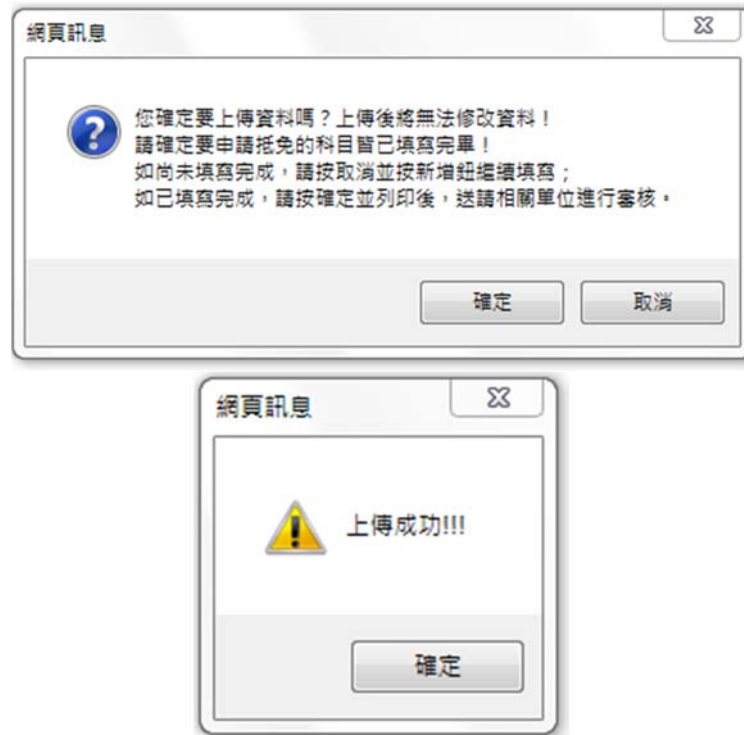 網頁訊息
您確定要上傳資料嗎？上傳後將無法修改資料！
請確定要申請抵免的科目皆已填寫完畢！
如尚未填寫完成，請按取消並按新增鈕繼續填寫；
如已填寫完成，請按確定並列印後，送請相關單位進行審核。
確定
取消
網頁訊息
上傳成功!!!
確定